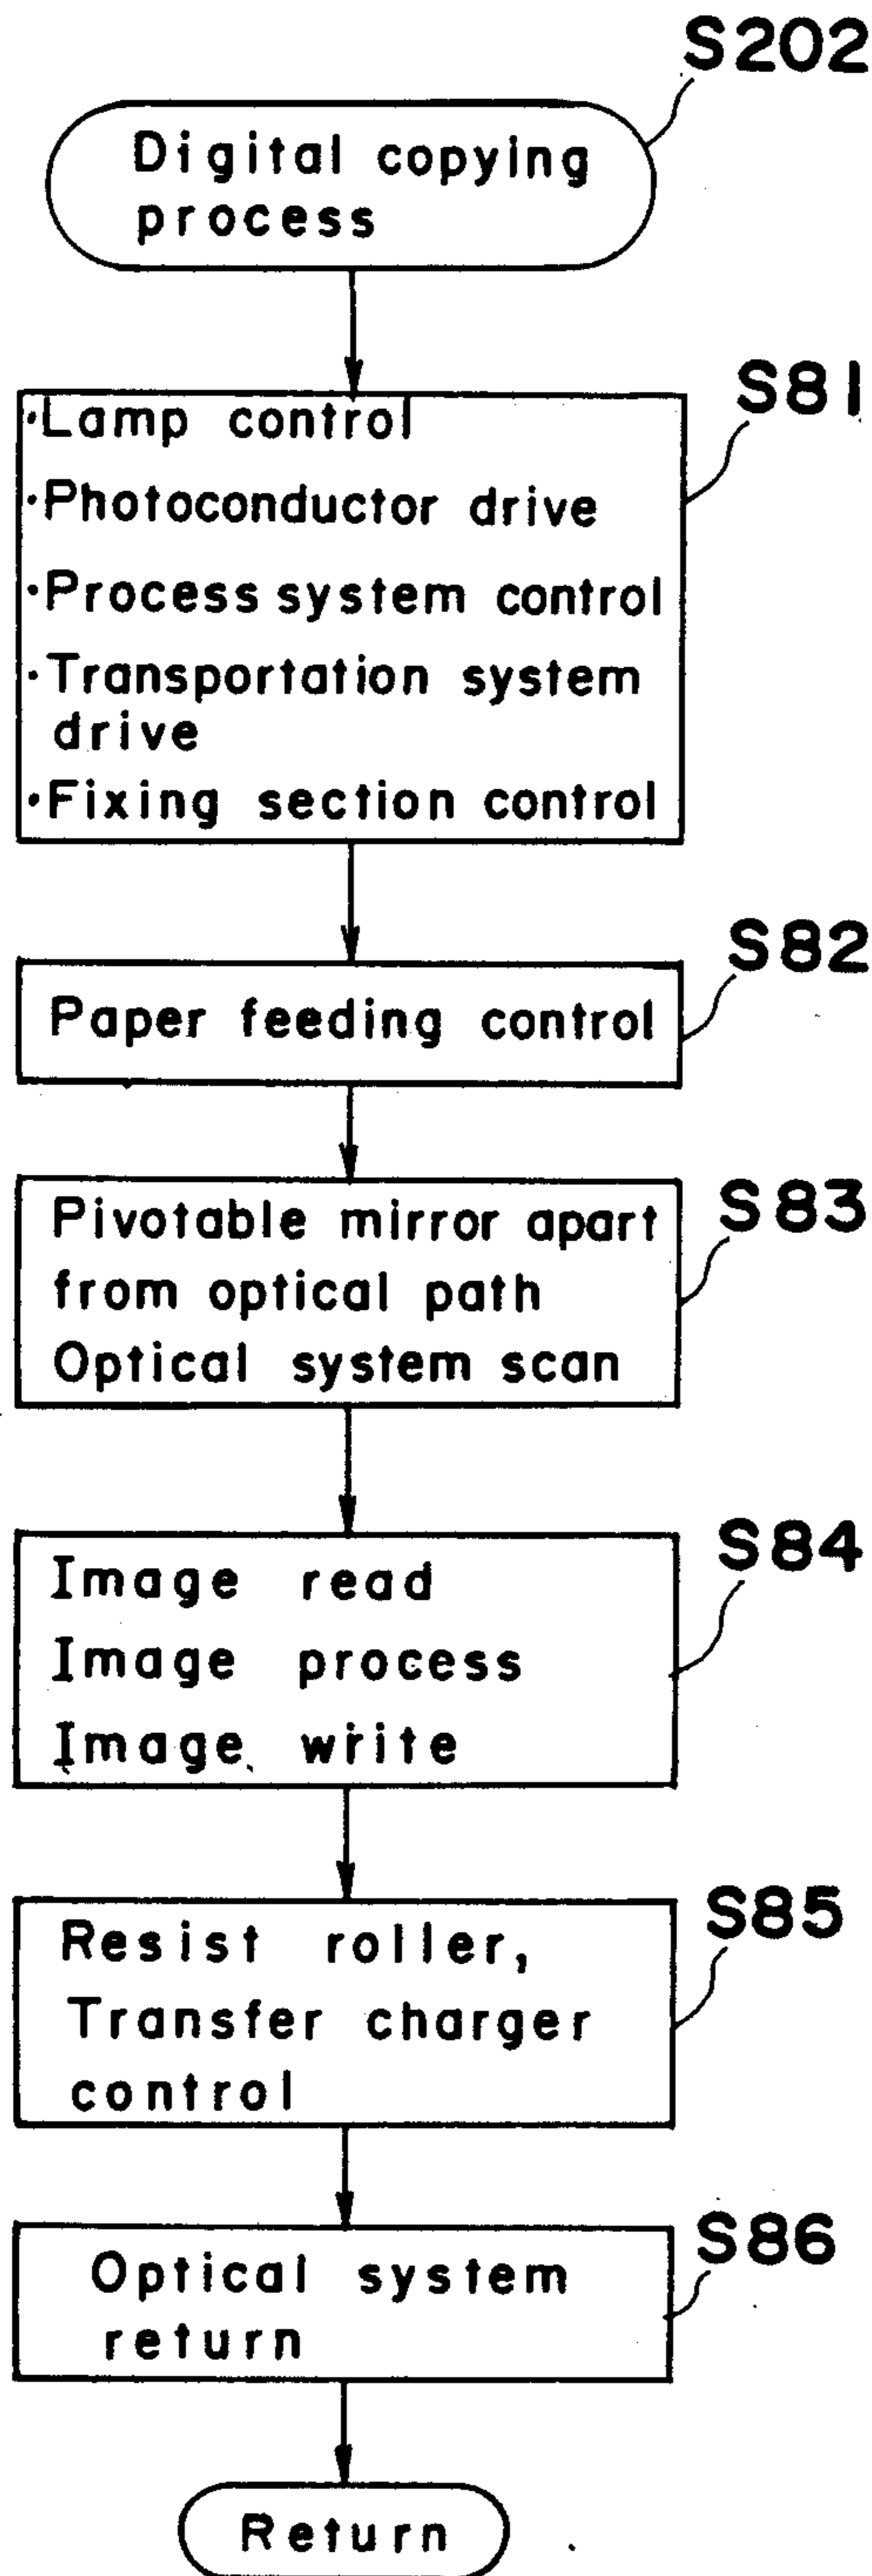 S202
Digital copying
process
S81
·Lamp control
·Photoconductor drive
·Process system control
·Transportation system
drive
·Fixing section control
S82
Paper feeding control
S83
Pivotable mirror apart
from optical path
Optical system scan
S84
Image read
Image process
Image write
S85
Resist roller,
Transfer charger
control
S86
Optical system
return
Return